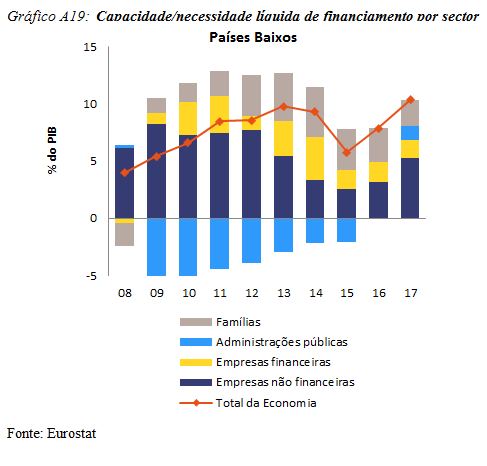 Gráfico A19: Capacidade/necessidade líquida de financiamento por sector
Países Baixos
% do PIB
15
10
5
0
-5
08 09 10 11 12 13 14 15 16 17
Famílias
Administrações públicas
Empresas financeiras
Empresas não financeiras
Total da Economia
Fonte: Eurostat